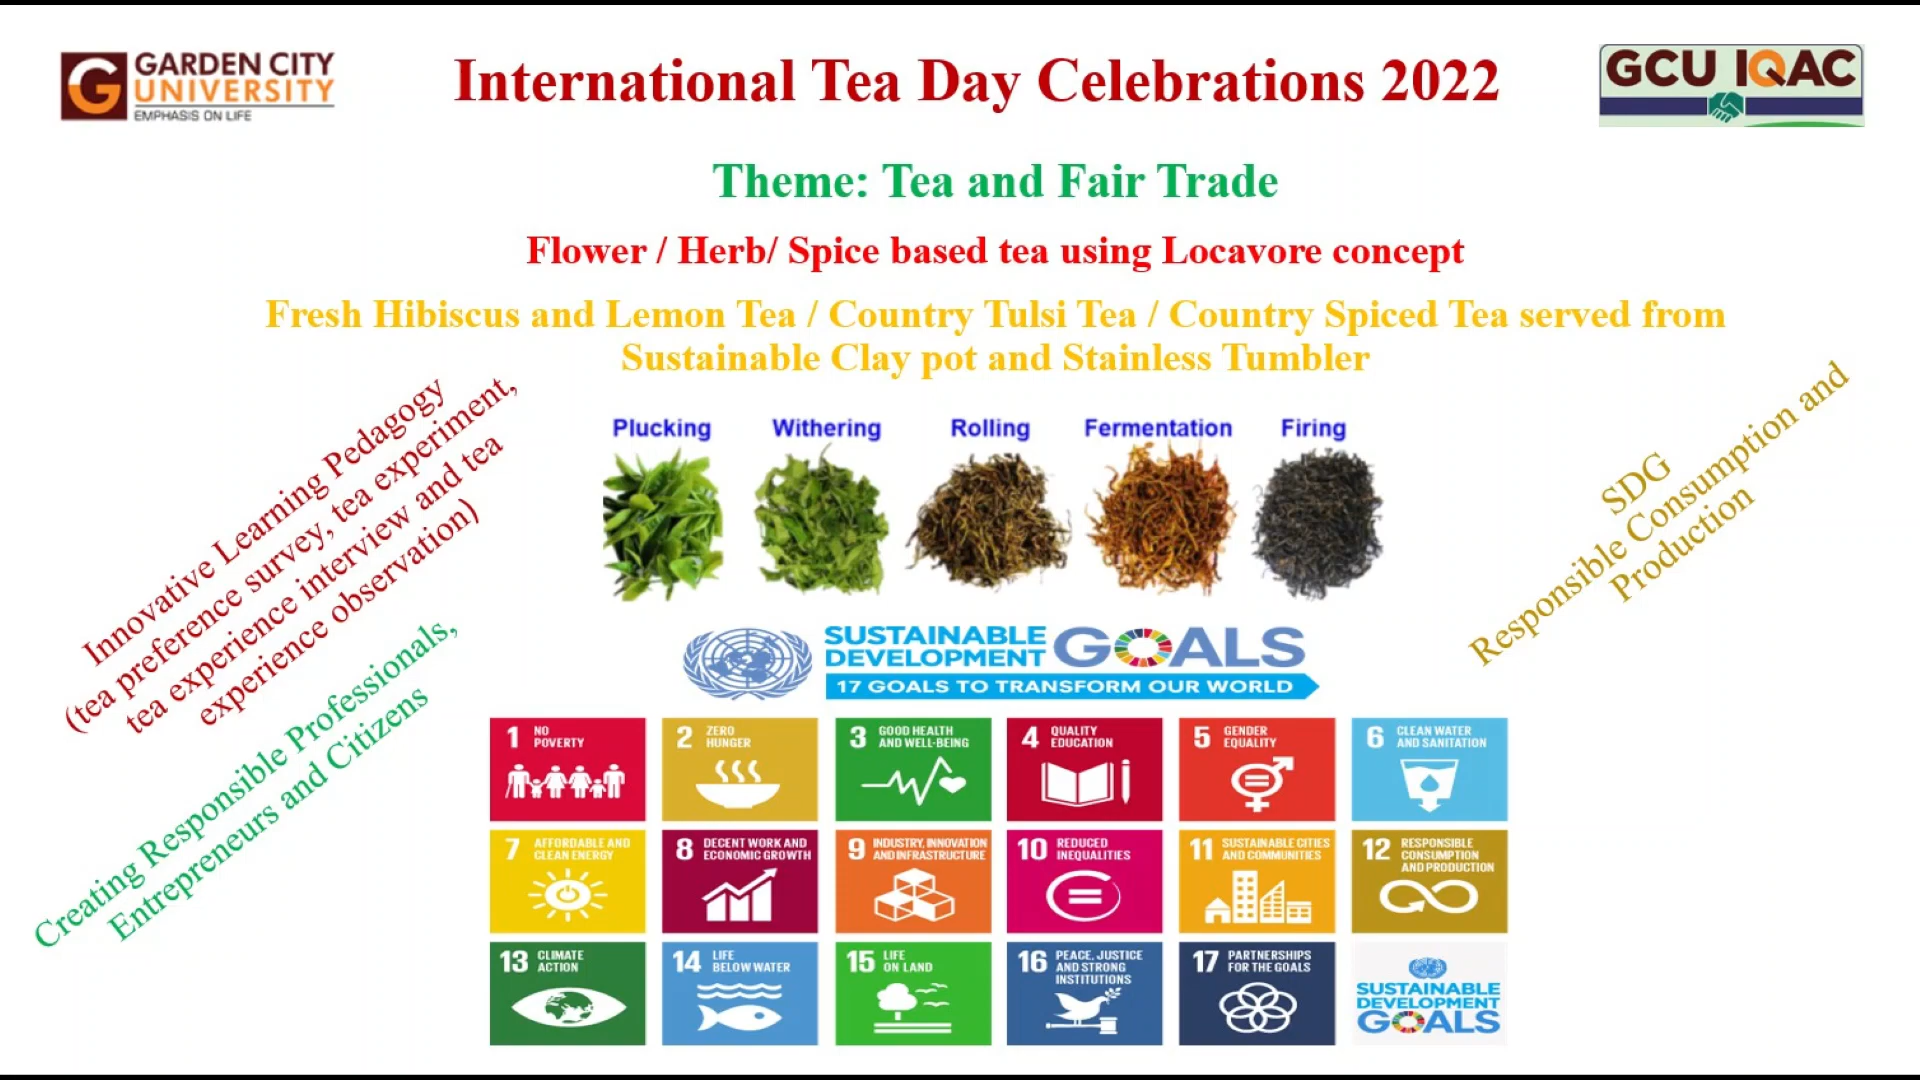 GARDEN CITY
UNIVERSITY
EMPHASIS ON LIFE
International Tea Day Celebrations 2022
GCU IQAC
Theme: Tea and Fair Trade
Flower / Herb/ Spice based tea using Locavore concept
Fresh Hibiscus and Lemon Tea / Country Tulsi Tea / Country Spiced Tea served from
Sustainable Clay pot and Stainless Tumbler
Innovative Learning Pedagogy
(tea preference survey, tea experiment,
tea experience interview and tea
experience observation)
Creating Responsible Professionals,
Entrepreneurs and Citizens
Plucking Withering Rolling Fermentation Firing
SDG
Responsible Consumption and
Production
SUSTAINABLE
DEVELOPMENT
GOALS
17 GOALS TO TRANSFORM OUR WORLD
1 NO
POVERTY
2 ZERO
HUNGER
3 GOOD HEALTH
AND WELL-BEING
4 QUALITY
EDUCATION
5 GENDER
EQUALITY
6 CLEAN WATER
AND SANITATION
7 AFFORDABLE AND
CLEAN ENERGY
8 DECENT WORK AND
ECONOMIC GROWTH
9 INDUSTRY, INNOVATION
AND INFRASTRUCTURE
10 REDUCED
INEQUALITIES
11 SUSTAINABLE CITIES
AND COMMUNITIES
12 RESPONSIBLE
CONSUMPTION
AND PRODUCTION
13 CLIMATE
ACTION
14 LIFE
BELOW WATER
15 LIFE
ON LAND
16 PEACE, JUSTICE
AND STRONG
INSTITUTIONS
17 PARTNERSHIPS
FOR THE GOALS
SUSTAINABLE
DEVELOPMENT
GOALS